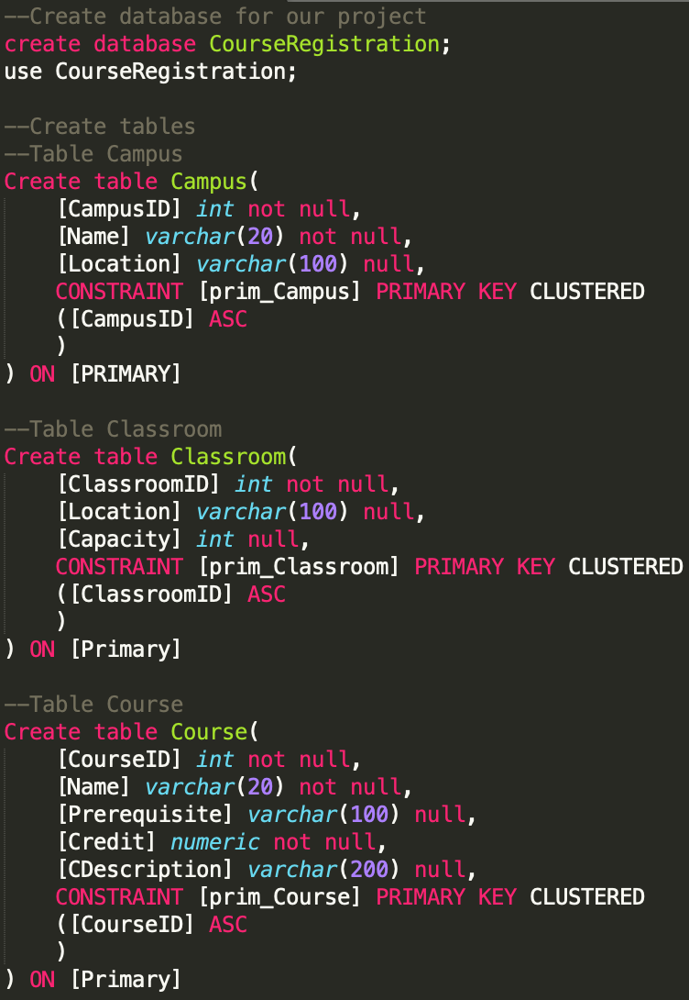 --Create database for our project
create database CourseRegistration;
use CourseRegistration;
--Create tables
--Table Campus
Create table Campus(
[CampusID] int not null,
[Name] varchar(20) not null,
[Location] varchar(100) null,
CONSTRAINT [prim_Campus] PRIMARY KEY CLUSTERED
([CampusID] ASC
)
) ON [PRIMARY]
--Table Classroom
Create table Classroom(
[ClassroomID] int not null,
[Location] varchar(100) null,
[Capacity] int null,
CONSTRAINT [prim_Classroom] PRIMARY KEY CLUSTERED
([ClassroomID] ASC
)
) ON [Primary]
--Table Course
Create table Course(
[CourseID] int not null,
[Name] varchar(20) not null,
[Prerequisite] varchar(100) null,
[Credit] numeric not null,
[CDescription] varchar(200) null,
CONSTRAINT [prim_Course] PRIMARY KEY CLUSTERED
([CourseID] ASC
)
) ON [Primary]